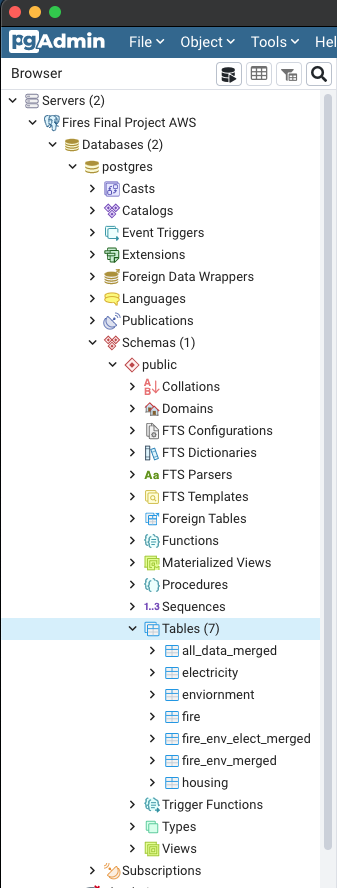 pgAdmin File Object Tools Hel
Browser
Servers (2)
Fires Final Project AWS
Databases (2)
postgres
Casts
Catalogs
Event Triggers
Extensions
Foreign Data Wrappers
Languages
Publications
Schemas (1)
public
Collations
Domains
FTS Configurations
FTS Dictionaries
Aa FTS Parsers
FTS Templates
Foreign Tables
Functions
Materialized Views
Procedures
1..3 Sequences
Tables (7)
all_data_merged
electricity
enviornment
fire
fire_env_elect_merged
fire_env_merged
housing
Trigger Functions
Types
Views
Subscriptions